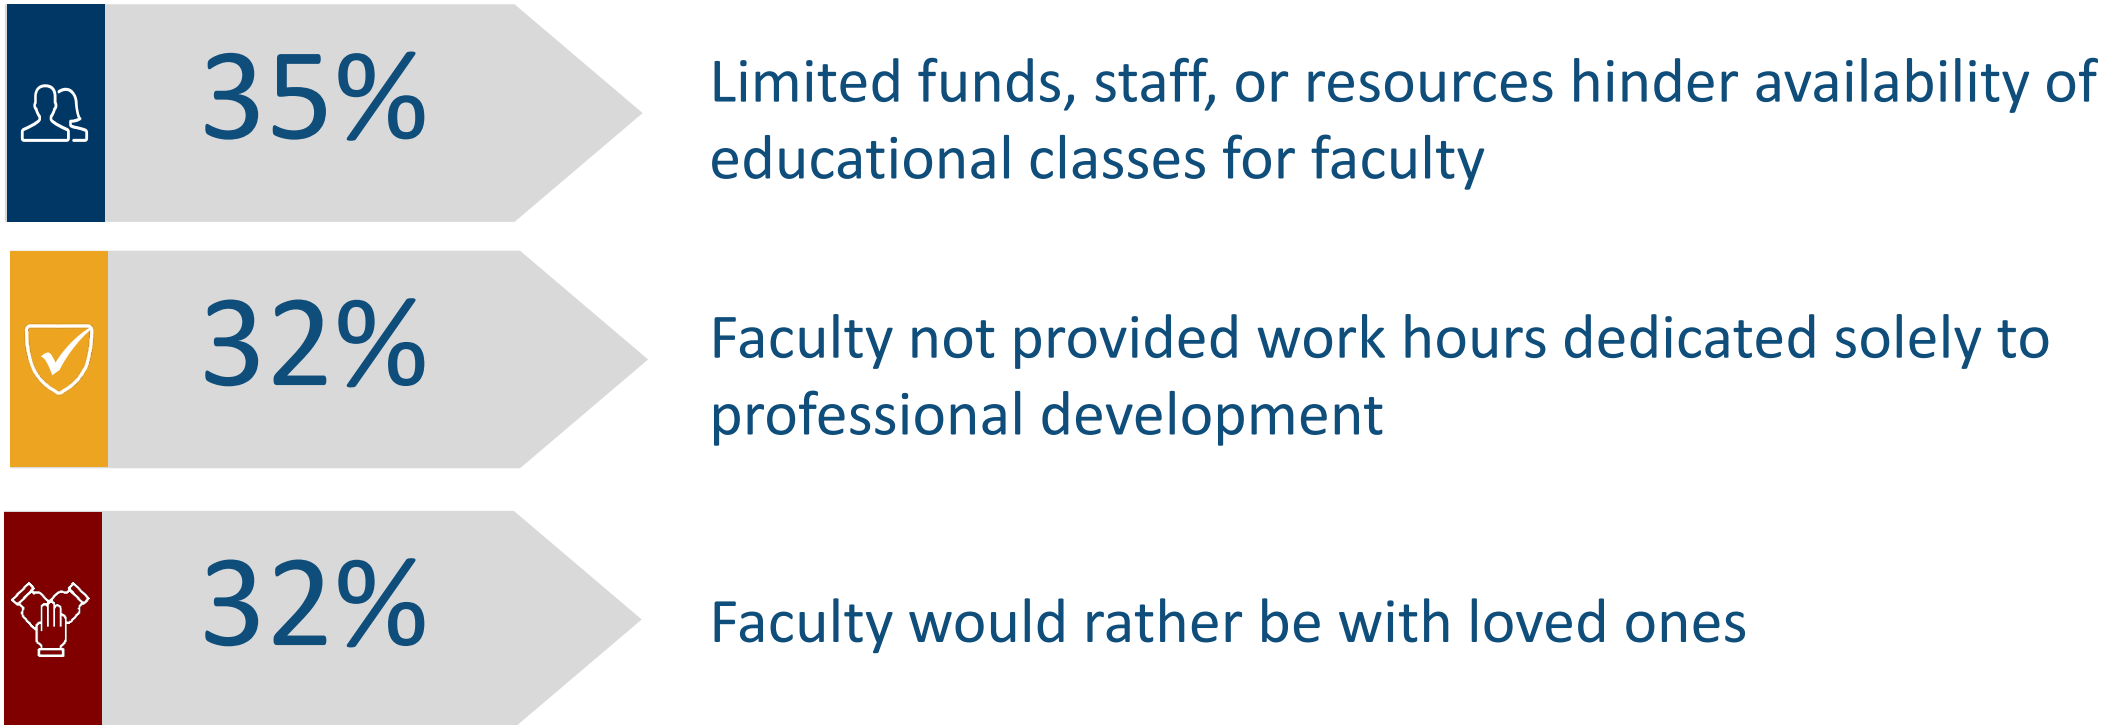 35%
Limited funds, staff, or resources hinder availability of
educational classes for faculty
32%
Faculty not provided work hours dedicated solely to
professional development
32%
Faculty would rather be with loved ones